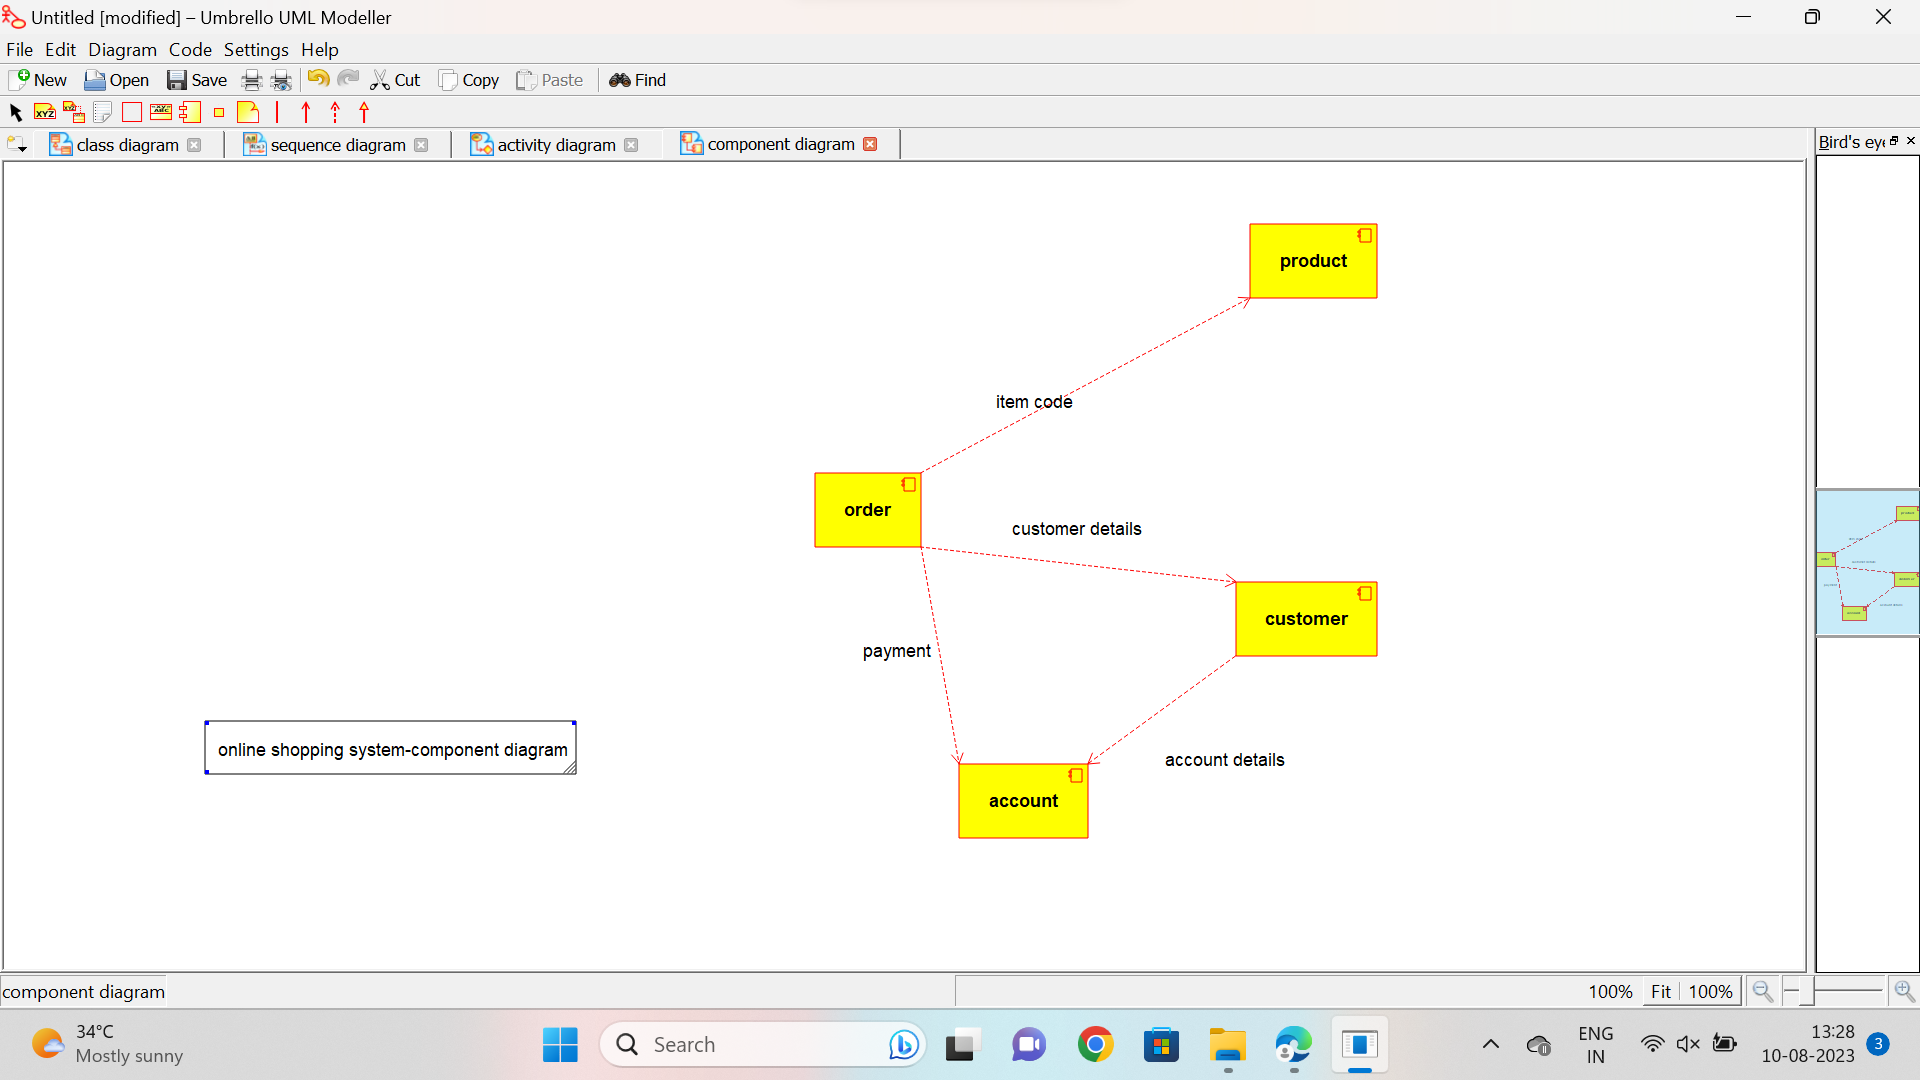 Untitled [modified] – Umbrello UML Modeller
File Edit Diagram Code Settings Help
New Open Save Cut Copy Paste Find
class diagram sequence diagram activity diagram component diagram
Bird's eye
product
item code
order
customer details
customer
payment
online shopping system-component diagram
account details
account
component diagram
100% Fit 100%
34°C
Mostly sunny
Search
ENG
IN
13:28
10-08-2023
3